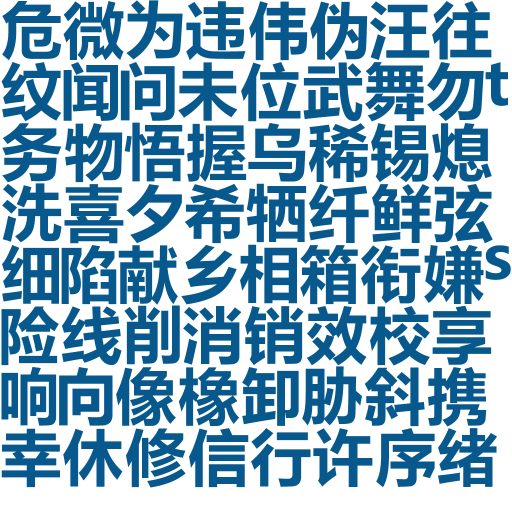 危微为违伟伪汪往
纹闻问未位武舞勿t
务物悟握乌稀锡熄
洗喜夕希牺纤鲜弦
细陷献乡相箱衔嫌s
险线削消销效校享
响向像橡卸胁斜携
幸休修信行许序绪